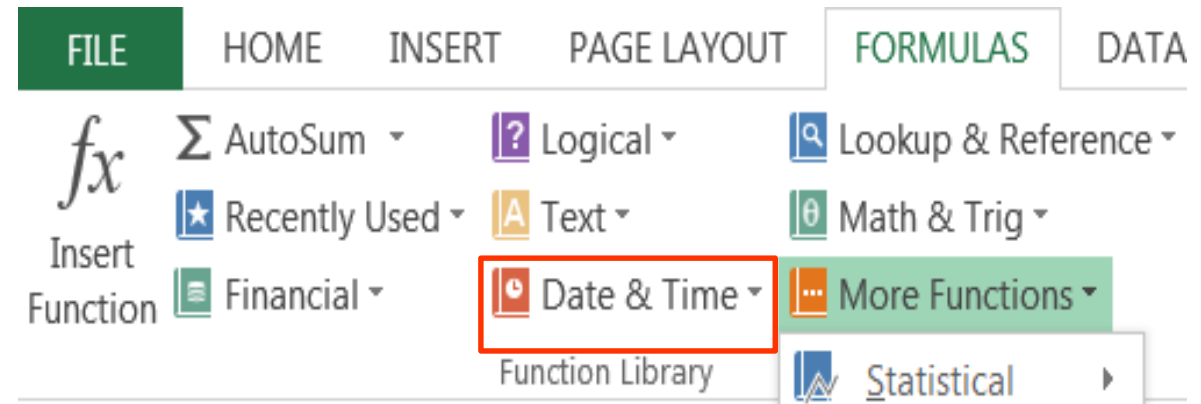 FILE HOME INSERT PAGE LAYOUT FORMULAS DATA
fx Σ AutoSum ? Logical Lookup & Reference
Recently Used A Text θ Math & Trig
Insert
Function Financial Date & Time More Functions
Function Library Statistical